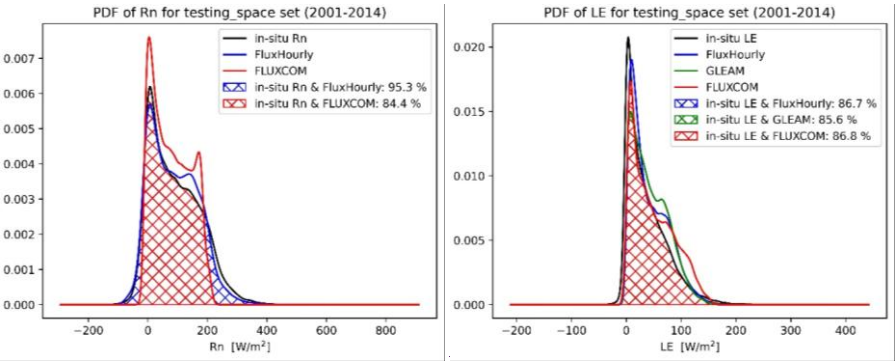 PDF of Rn for testing_space set (2001-2014)
in-situ Rn
FluxHourly
FLUXCOM
in-situ Rn & FluxHourly: 95.3 %
in-situ Rn & FLUXCOM: 84.4 %
0.007
0.006
0.005
0.004
0.003
0.002
0.001
0.000
−200 0 200 400 600 800
Rn [W/m²]
PDF of LE for testing_space set (2001-2014)
in-situ LE
FluxHourly
GLEAM
FLUXCOM
in-situ LE & FluxHourly: 86.7 %
in-situ LE & GLEAM: 85.6 %
in-situ LE & FLUXCOM: 86.8 %
0.020
0.015
0.010
0.005
0.000
−200 −100 0 100 200 300 400
LE [W/m²]